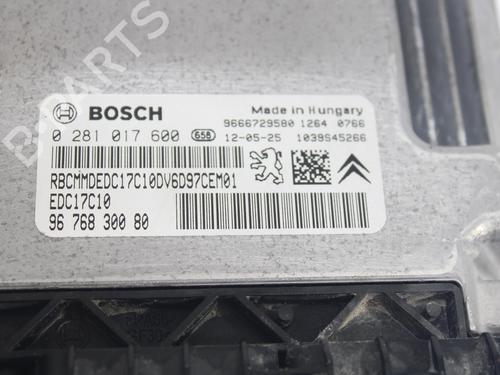 BOSCH
Made in Hungary
9666729580 1264 0766
0 281 017 600 658 12-05-25 1039S45266
RBCMMDEDC17C10DV6D97CEM01
EDC17C10
96 768 300 80